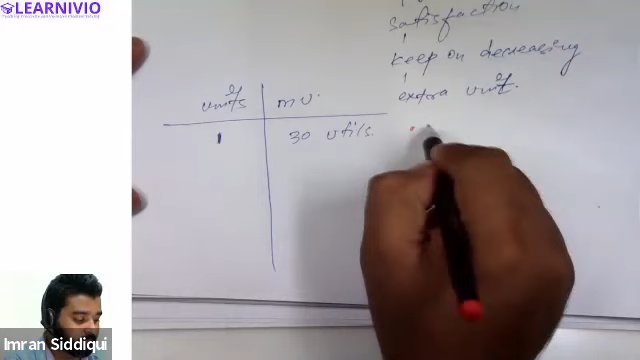 LEARNIVIO
satisfaction
keep on decreasing
extra unit.
units | MU
1 | 30 utils.
Imran Siddiqui